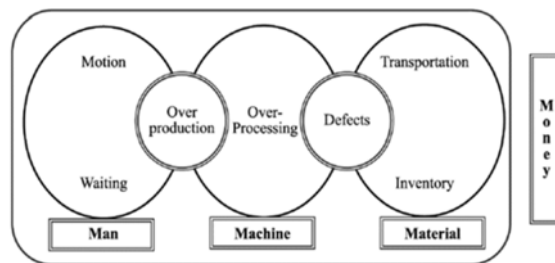 Motion
Transportation
Over
production
Over-
Processing
Defects
Waiting
Inventory
Man
Machine
Material
M
o
n
e
y